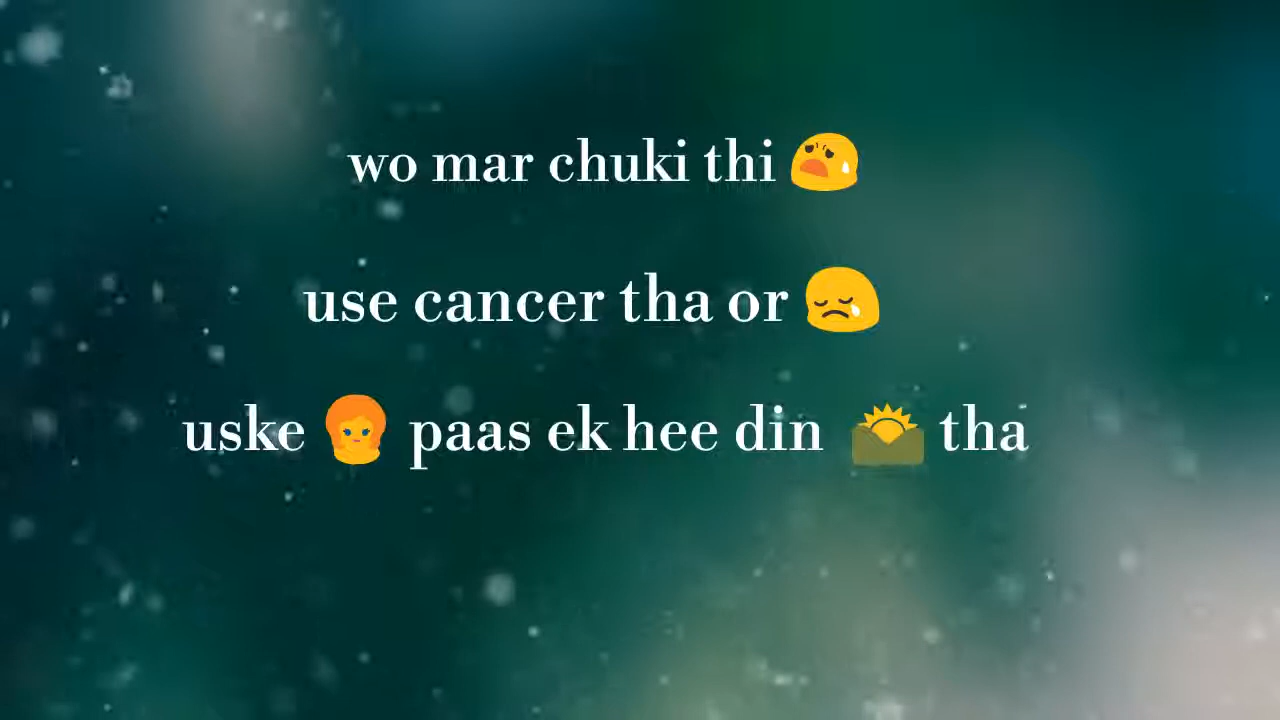 wo mar chuki thi 😧
use cancer tha or 😢
uske 👩 paas ek hee din 🌄 tha